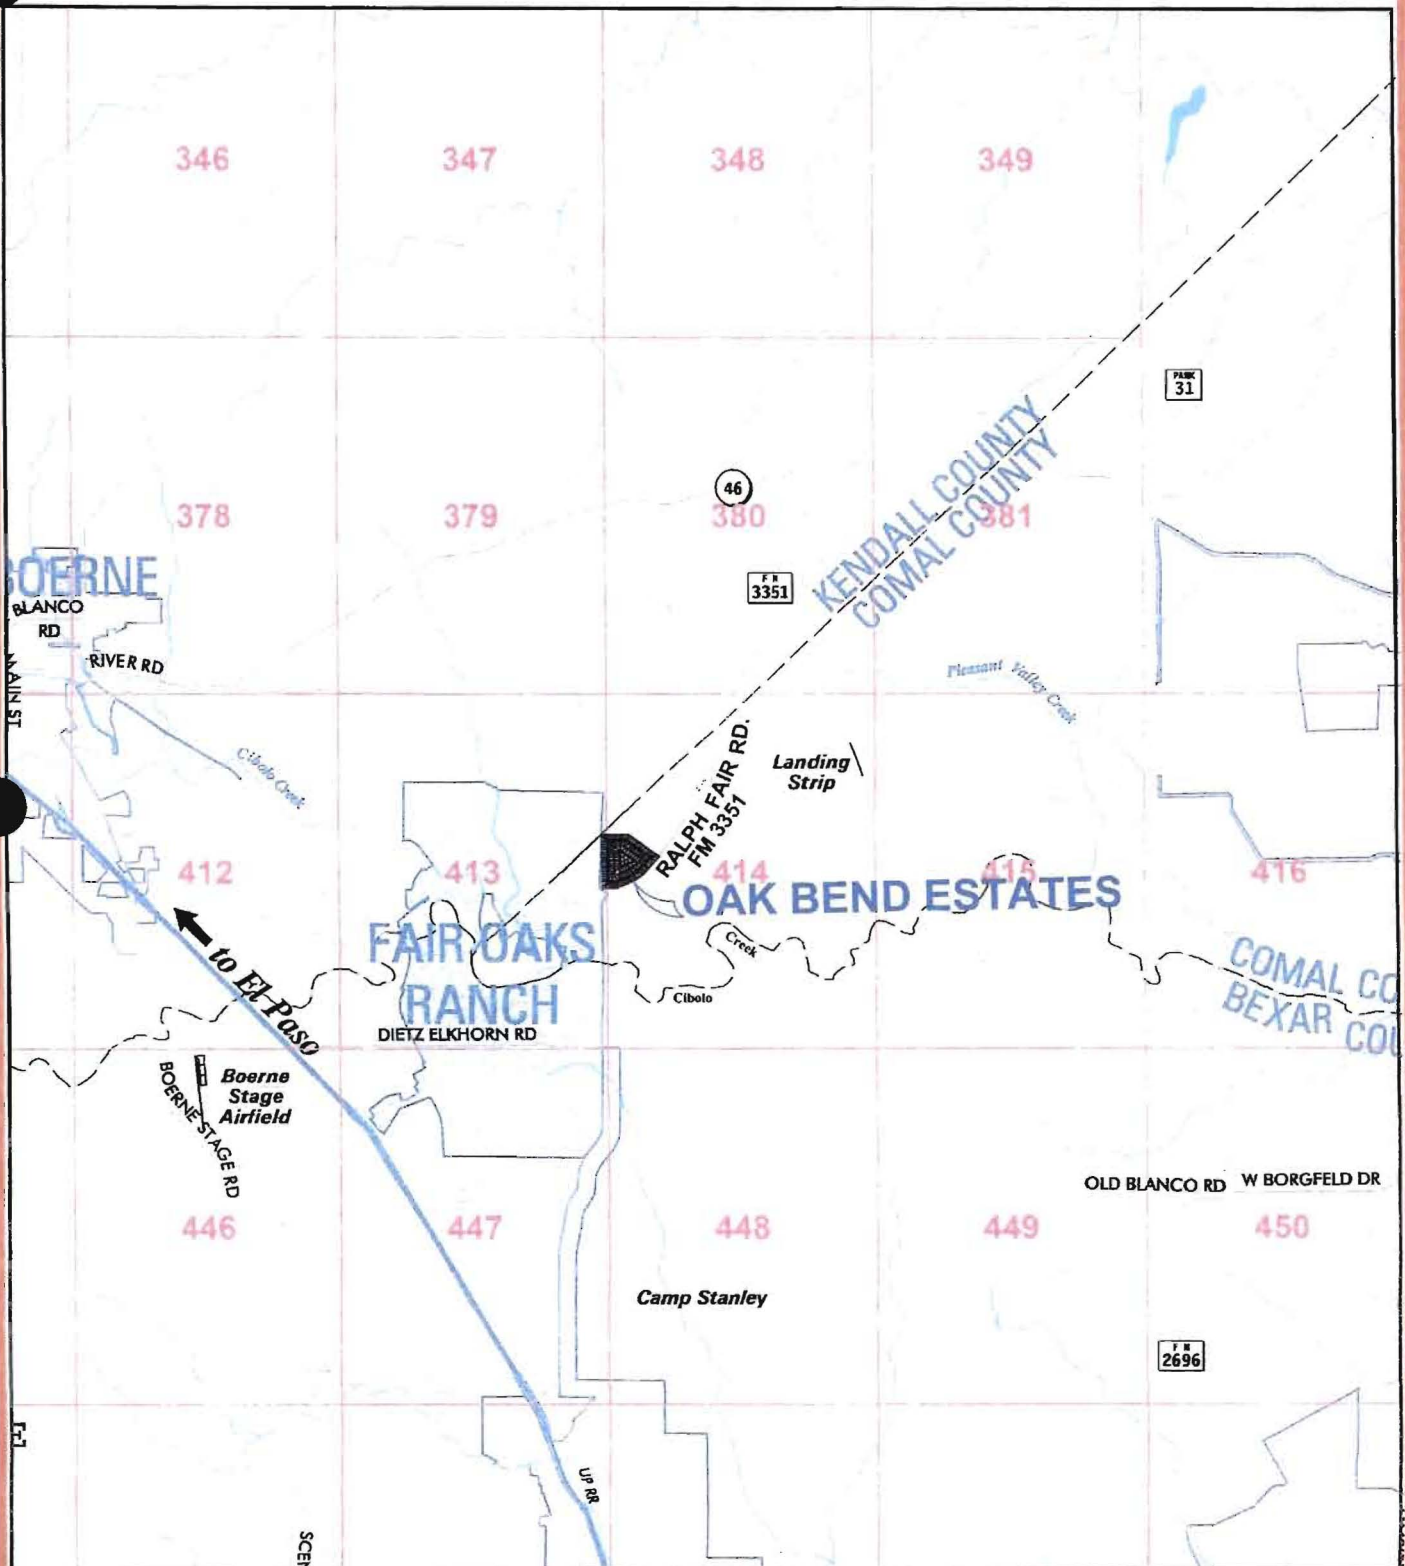 346
347
348
349
PARK
31
KENDALL COUNTY
COMAL COUNTY
46
378
379
380
381
BOERNE
FM
3351
BLANCO
RD
RIVER RD
MAIN ST
Pleasant Valley Creek
Cibolo Creek
Landing
Strip
RALPH FAIR RD.
FM 3351
412
413
414
415
416
OAK BEND ESTATES
FAIR OAKS
RANCH
Creek
Cibolo
to El Paso
COMAL CO
BEXAR COU
DIETZ ELKHORN RD
Boerne
Stage
Airfield
BOERNE STAGE RD
OLD BLANCO RD
W BORGFELD DR
446
447
448
449
450
Camp Stanley
FM
2696
UP RR
SCEN